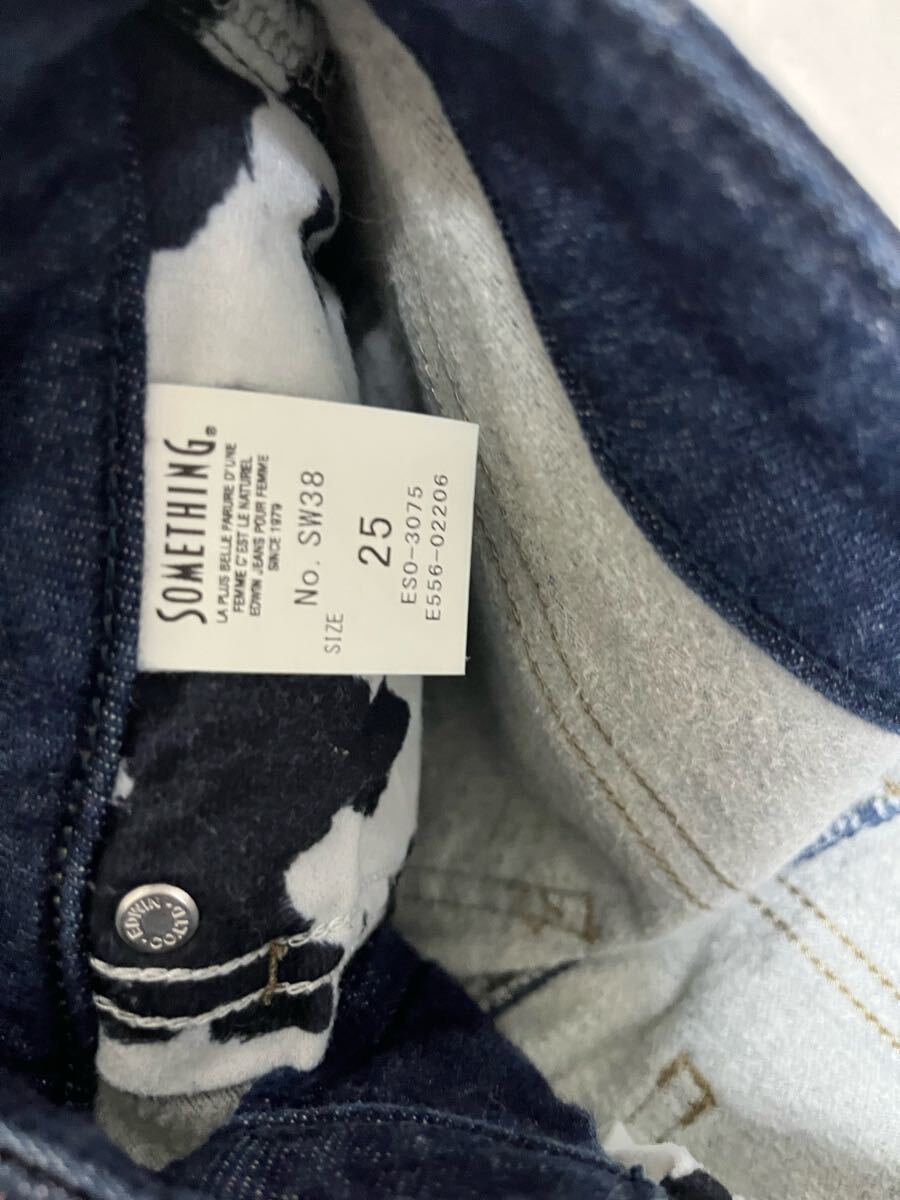 SOMETHING®
LA PLUS BELLE PARURE D'UNE
FEMME C'EST LE NATUREL
EDWIN JEANS POUR FEMME
SINCE 1979
No. SW38
SIZE
25
ESO-3075
E556-02206
EDWIN